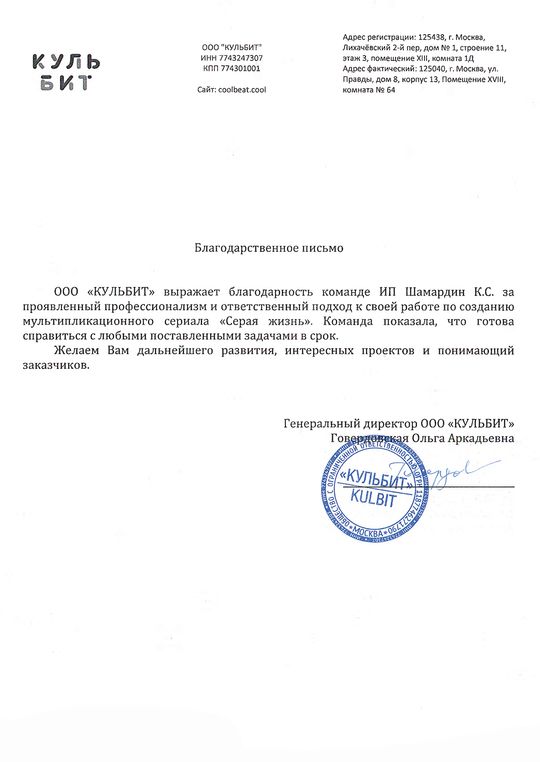 КУЛЬ
БИТ
ООО "КУЛЬБИТ"
ИНН 7743247307
КПП 774301001
Сайт: coolbeat.cool
Адрес регистрации: 125438, г. Москва,
Лихачёвский 2-й пер, дом № 1, строение 11,
этаж 3, помещение XIII, комната 1Д
Адрес фактический: 125040, г. Москва, ул.
Правды, дом 8, корпус 13, Помещение XVIII,
комната № 64
Благодарственное письмо
ООО «КУЛЬБИТ» выражает благодарность команде ИП Шамардин К.С. за
проявленный профессионализм и ответственный подход к своей работе по созданию
мультипликационного сериала «Серая жизнь». Команда показала, что готова
справиться с любыми поставленными задачами в срок.
Желаем Вам дальнейшего развития, интересных проектов и понимающий
заказчиков.
Генеральный директор ООО «КУЛЬБИТ»
Говердовская Ольга Аркадьевна
ОБЩЕСТВО С ОГРАНИЧЕННОЙ ОТВЕТСТВЕННОСТЬЮ
«КУЛЬБИТ»
KULBIT
МОСКВА